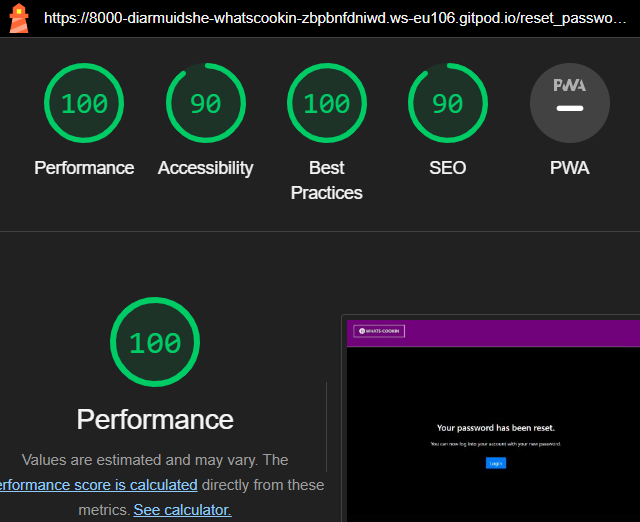 https://8000-diarmuidshe-whatscookin-zbpbnfdniwd.ws-eu106.gitpod.io/reset_passwo…
100
90
100
90
PWA
Performance
Accessibility
Best
Practices
SEO
PWA
100
Performance
Values are estimated and may vary. The
erformance score is calculated directly from these
metrics. See calculator.
WHATS-COOKIN
Your password has been reset.
You can now log into your account with your new password.
Login